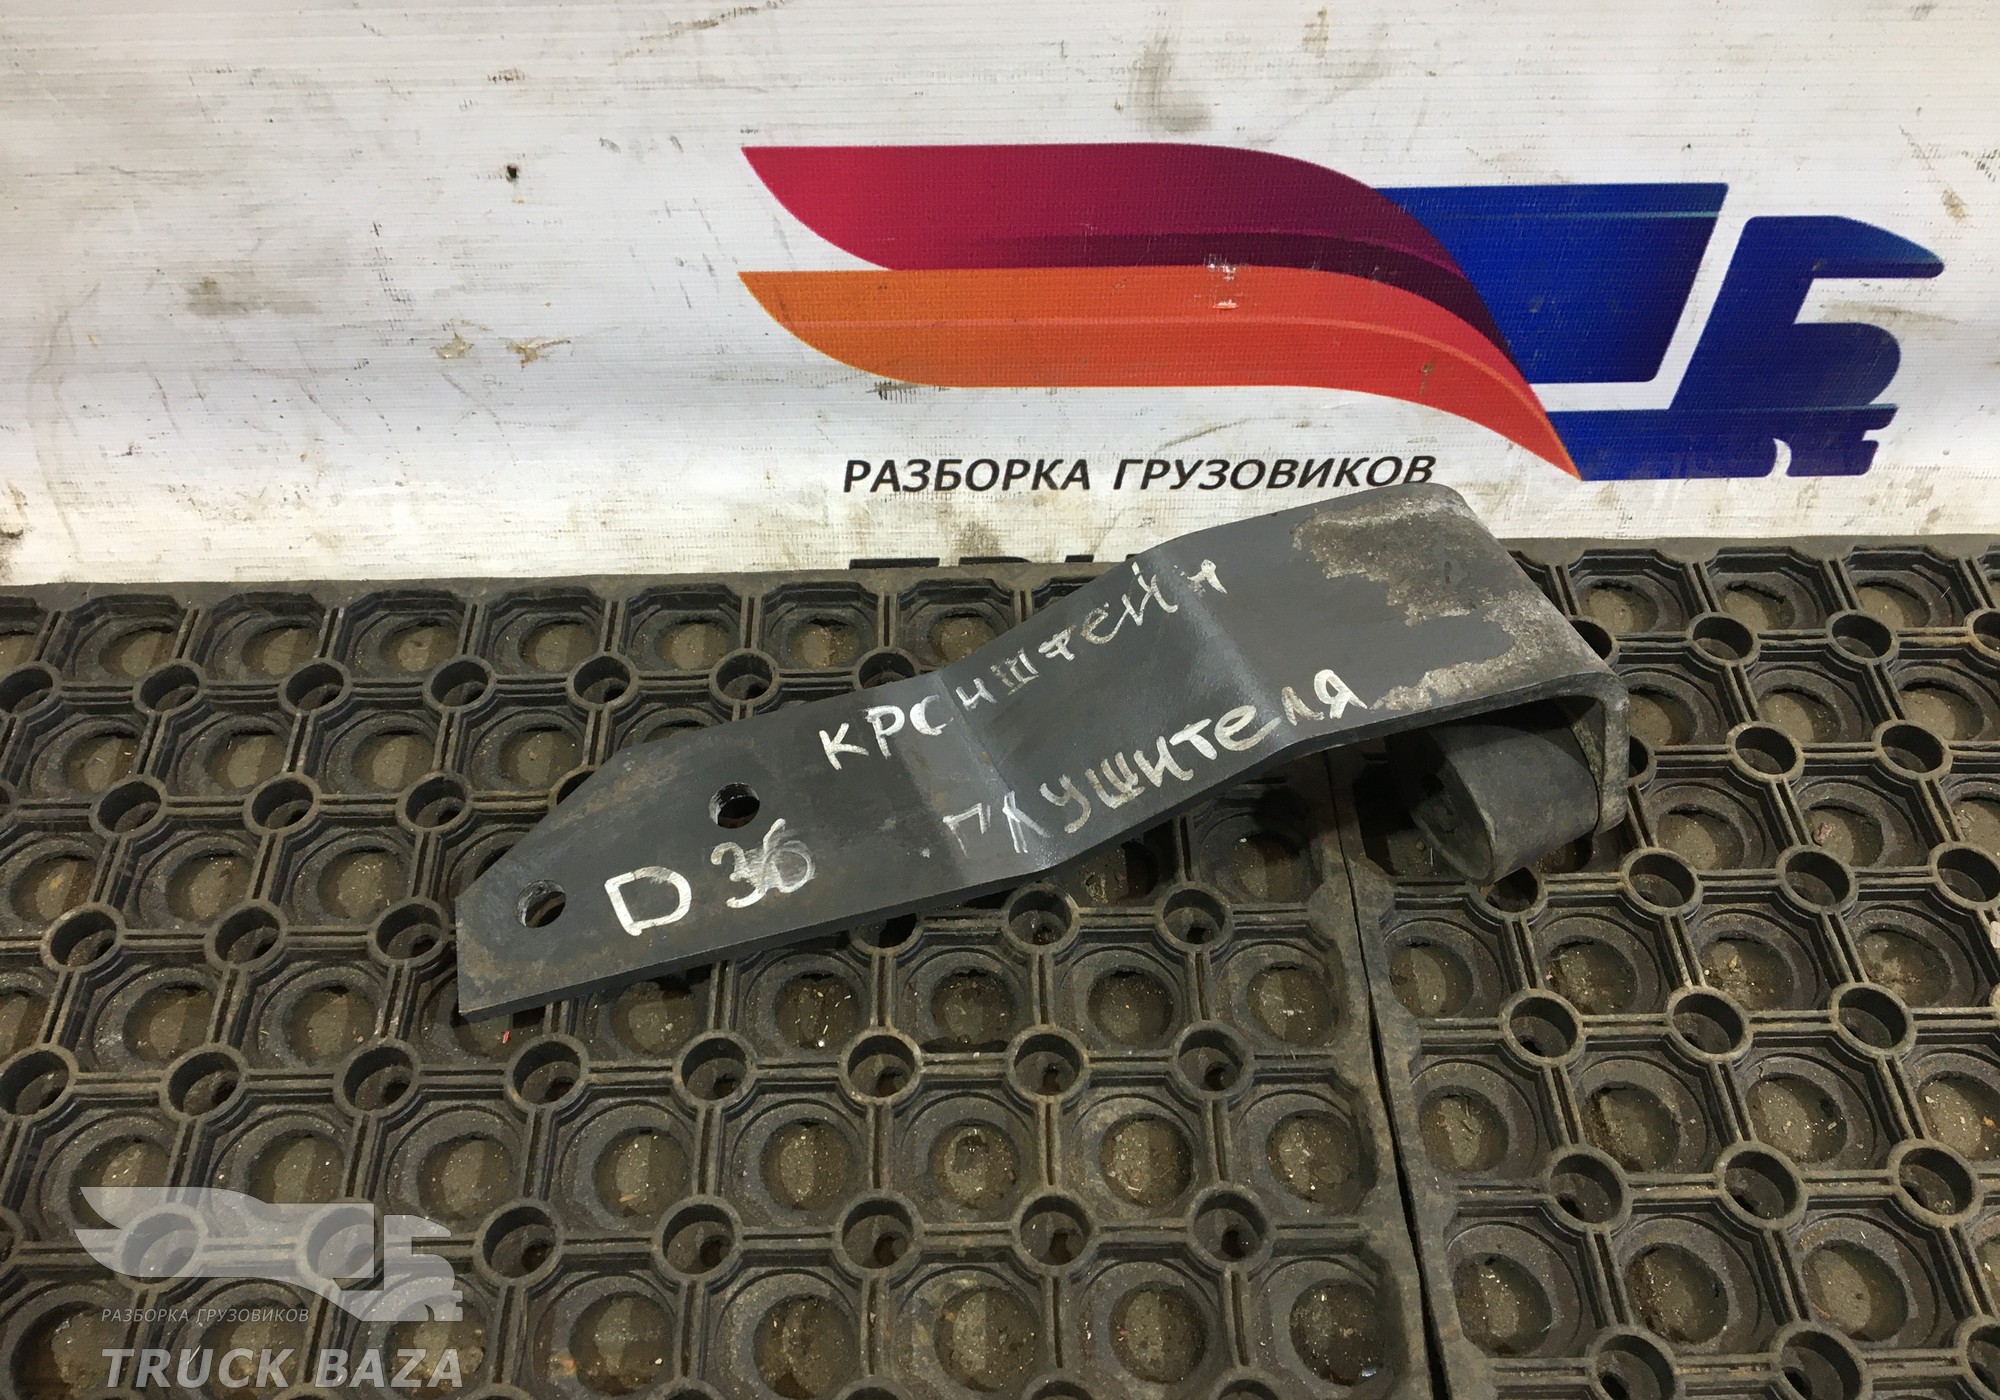 РАЗБОРКА ГРУЗОВИКОВ
кронштейн
глушителя
D 36
РАЗБОРКА ГРУЗОВИКОВ
TRUCK BAZA